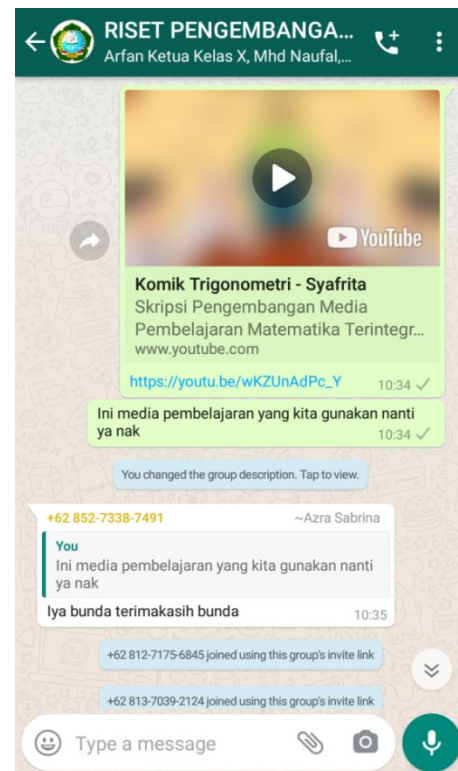 RISET PENGEMBANGA...
Arfan Ketua Kelas X, Mhd Naufal,...
YouTube
Komik Trigonometri - Syafrita
Skripsi Pengembangan Media
Pembelajaran Matematika Terintegr...
www.youtube.com
https://youtu.be/wKZUnAdPc_Y 10:34
Ini media pembelajaran yang kita gunakan nanti
ya nak 10:34
You changed the group description. Tap to view.
+62 852-7338-7491 ~Azra Sabrina
You
Ini media pembelajaran yang kita gunakan nanti
ya nak
Iya bunda terimakasih bunda 10:35
+62 812-7175-6845 joined using this group's invite link
+62 813-7039-2124 joined using this group's invite link
Type a message